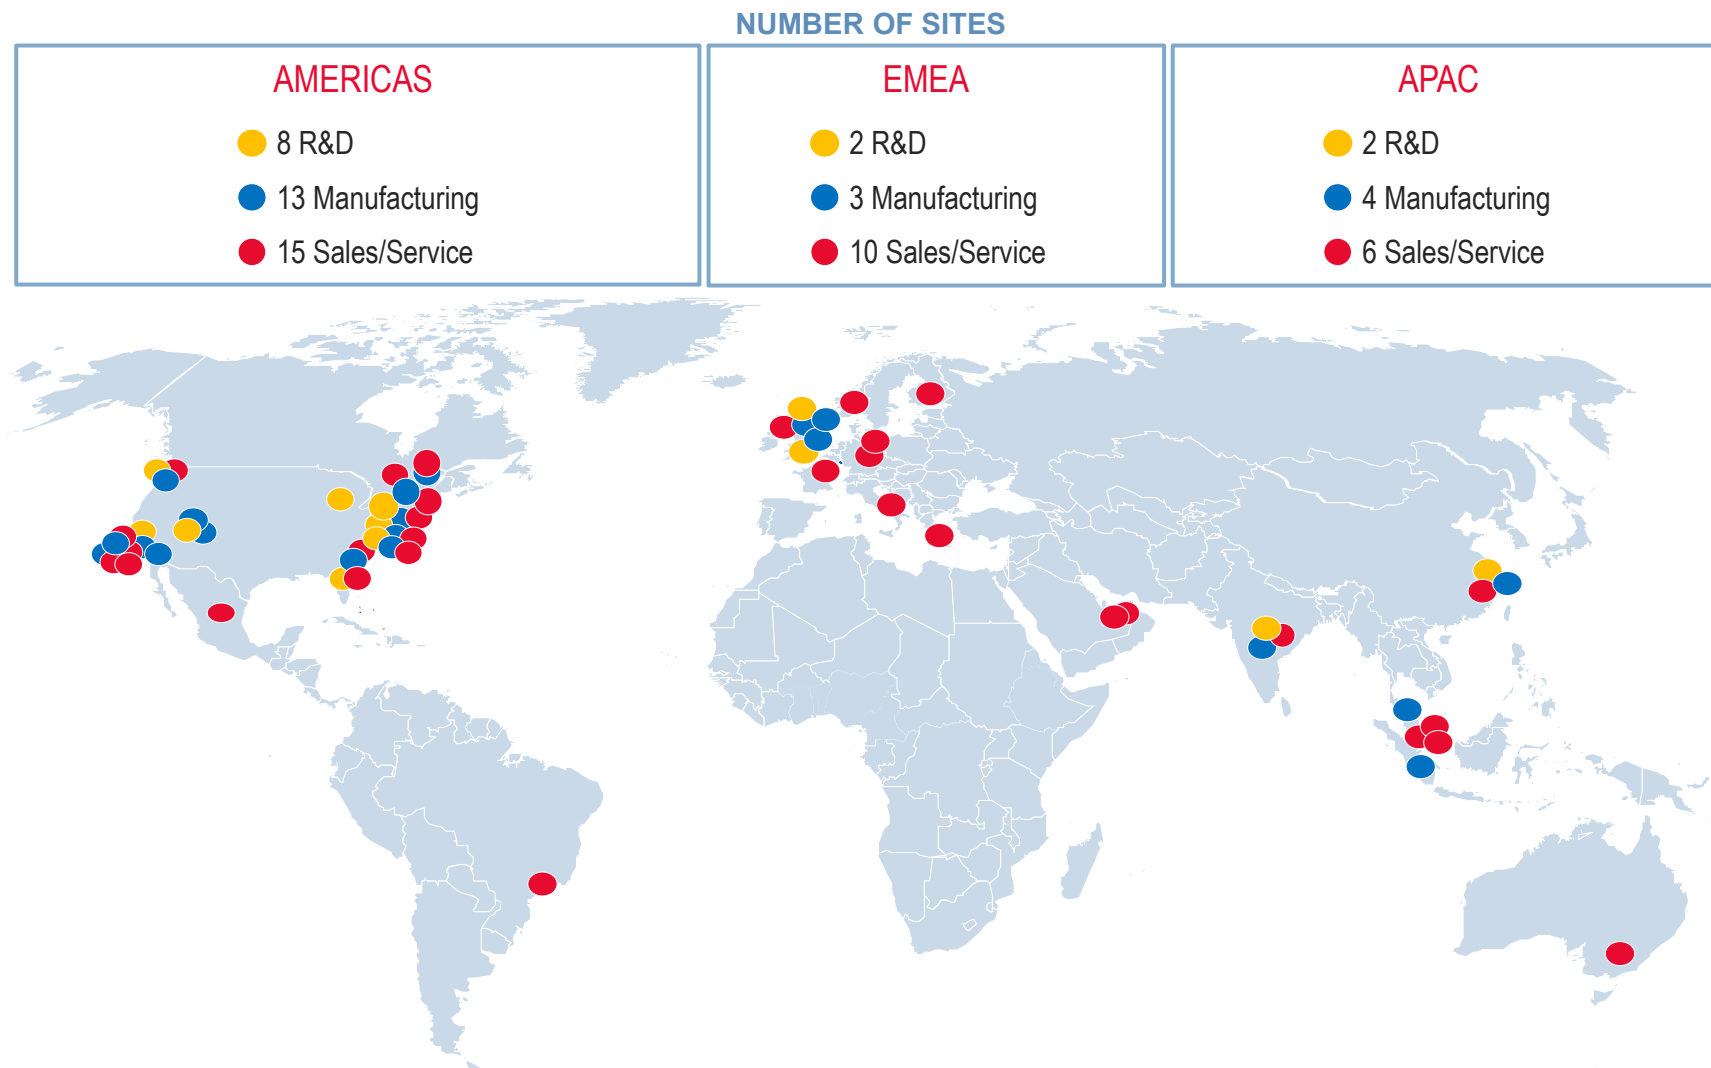 NUMBER OF SITES
AMERICAS
8 R&D
13 Manufacturing
15 Sales/Service
EMEA
2 R&D
3 Manufacturing
10 Sales/Service
APAC
2 R&D
4 Manufacturing
6 Sales/Service